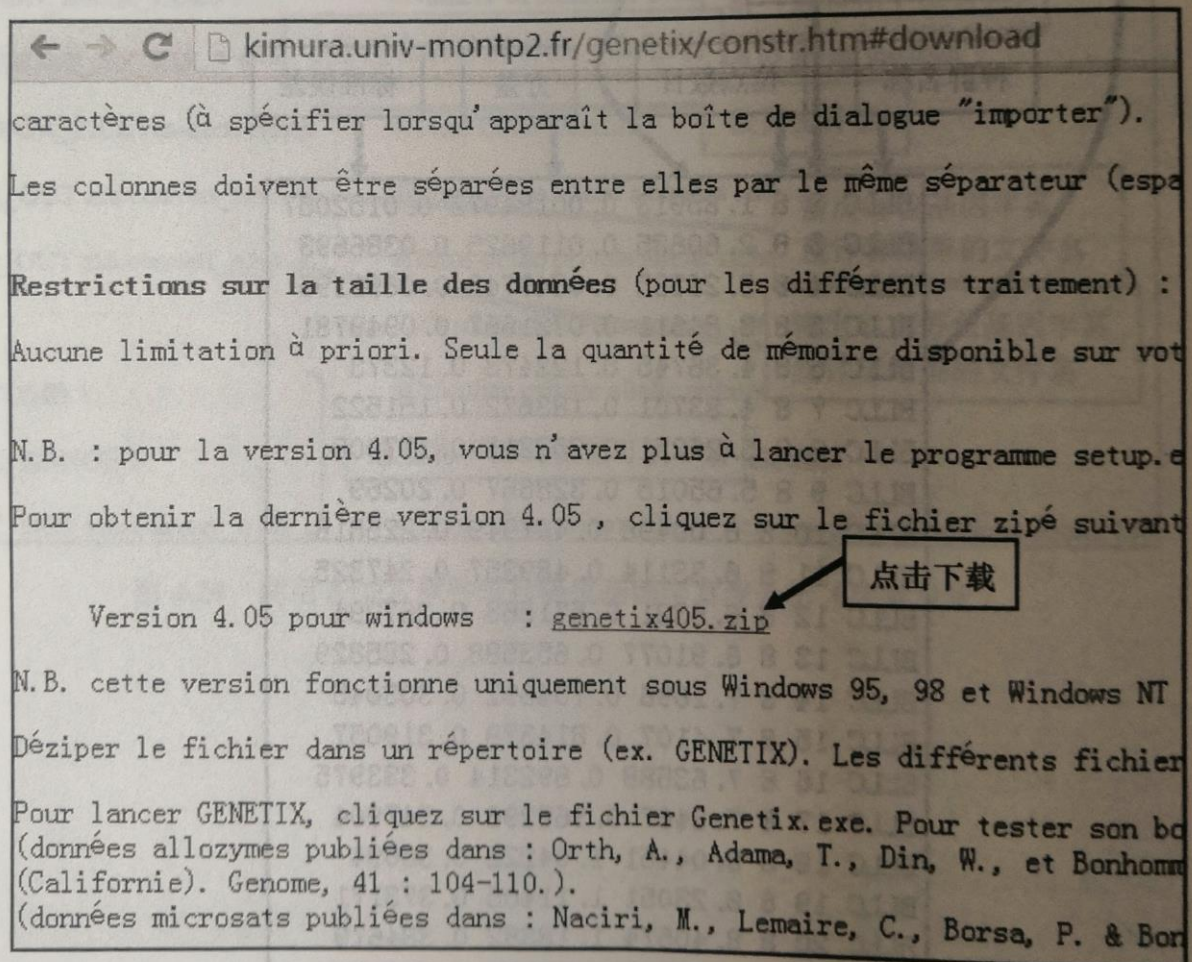 kimura.univ-montp2.fr/genetix/constr.htm#download
caractères (à spécifier lorsqu'apparaît la boîte de dialogue "importer").
Les colonnes doivent être séparées entre elles par le même séparateur (espa
Restrictions sur la taille des données (pour les différents traitement) :
Aucune limitation à priori. Seule la quantité de mémoire disponible sur vot
N.B. : pour la version 4.05, vous n'avez plus à lancer le programme setup.e
Pour obtenir la dernière version 4.05 , cliquez sur le fichier zipé suivant
点击下载
Version 4.05 pour windows : genetix405.zip
N.B. cette version fonctionne uniquement sous Windows 95, 98 et Windows NT
Déziper le fichier dans un répertoire (ex. GENETIX). Les différents fichier
Pour lancer GENETIX, cliquez sur le fichier Genetix.exe. Pour tester son bo
(données allozymes publiées dans : Orth, A., Adama, T., Din, W., et Bonhomm
(Californie). Genome, 41 : 104-110.).
(données microsats publiées dans : Naciri, M., Lemaire, C., Borsa, P. & Bon